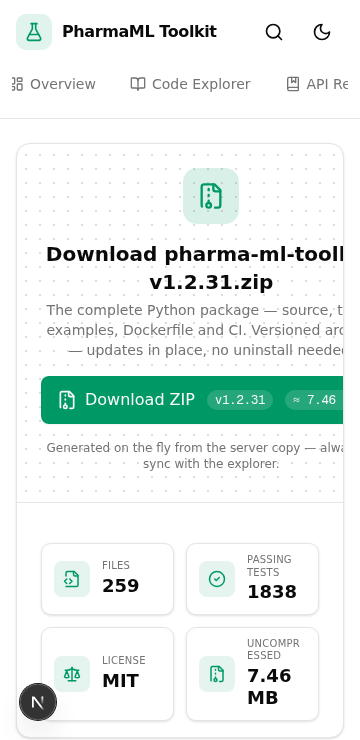 PharmaML Toolkit
Overview
Code Explorer
API Re
Download pharma-ml-toolk
v1.2.31.zip
The complete Python package — source, t
examples, Dockerfile and CI. Versioned arc
— updates in place, no uninstall neede
Download ZIP v1.2.31 ≈ 7.46
Generated on the fly from the server copy — alwa
sync with the explorer.
FILES
259
PASSING
TESTS
1838
LICENSE
MIT
UNCOMPR
ESSED
7.46
MB
N